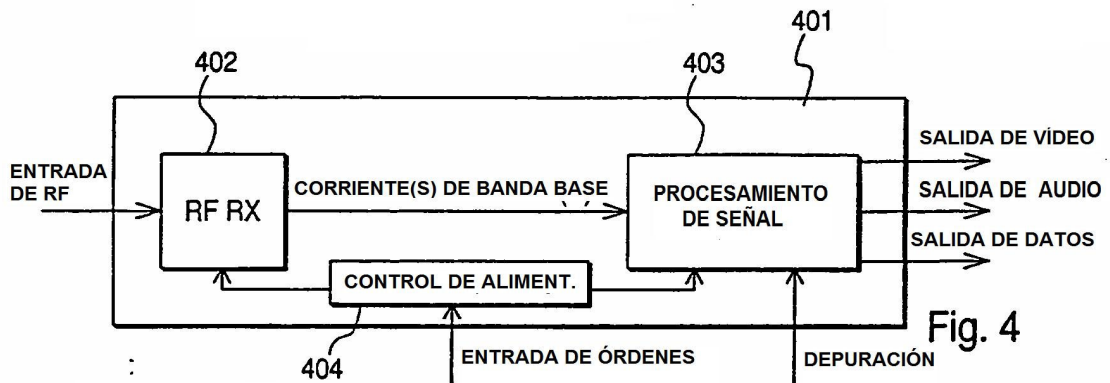 401
402
403
ENTRADA
DE RF
RF RX
CORRIENTE(S) DE BANDA BASE
PROCESAMIENTO
DE SEÑAL
SALIDA DE VÍDEO
SALIDA DE AUDIO
SALIDA DE DATOS
CONTROL DE ALIMENT.
404
ENTRADA DE ÓRDENES
DEPURACIÓN
Fig. 4